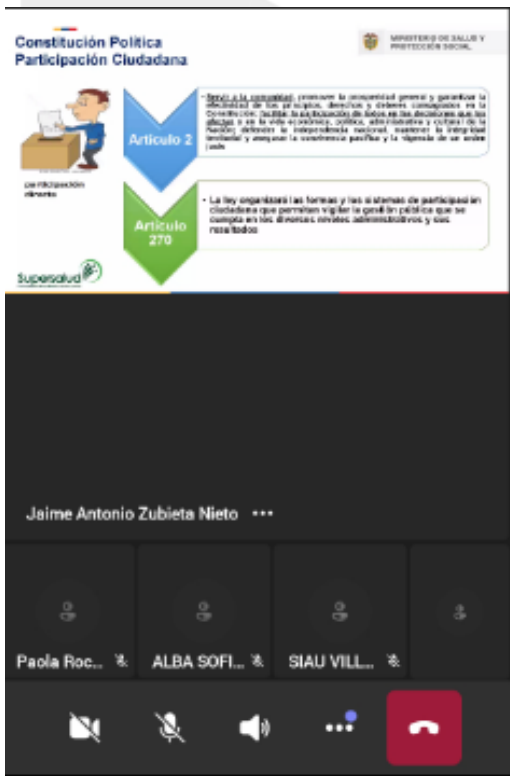 Constitución Política
Participación Ciudadana
MINISTERIO DE SALUD Y
PROTECCIÓN SOCIAL
Artículo 2
• Servir a la comunidad, promover la prosperidad general y garantizar la
efectividad de los principios, derechos y deberes consagrados en la
Constitución; facilitar la participación de todos en las decisiones que los
afectan y en la vida económica, política, administrativa y cultural de la
Nación; defender la independencia nacional, mantener la integridad
territorial y asegurar la convivencia pacífica y la vigencia de un orden
justo
participación
directa
Artículo
270
• La ley organizará las formas y los sistemas de participación
ciudadana que permitan vigilar la gestión pública que se
cumpla en los diversos niveles administrativos y sus
resultados
Supersalud
Jaime Antonio Zubieta Nieto
Paola Roc...
ALBA SOFI...
SIAU VILL...